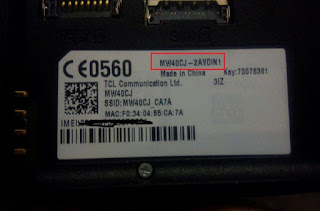 CE0560
MW40CJ-2AVDIN1
Made in China Key:70078361
TCL Communication Ltd. 3IZ
MW40CJ
SSID:MW40CJ_CA7A
MAC:F0:34:04:65:CA:7A
IMEI: